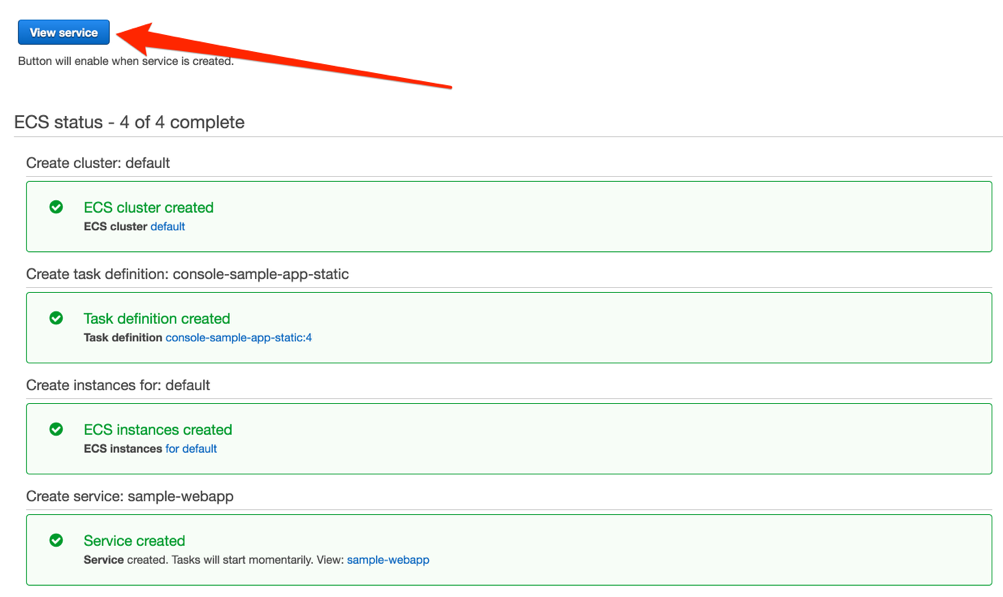 View service
Button will enable when service is created.
ECS status - 4 of 4 complete
Create cluster: default
ECS cluster created
ECS cluster default
Create task definition: console-sample-app-static
Task definition created
Task definition console-sample-app-static:4
Create instances for: default
ECS instances created
ECS instances for default
Create service: sample-webapp
Service created
Service created. Tasks will start momentarily. View: sample-webapp